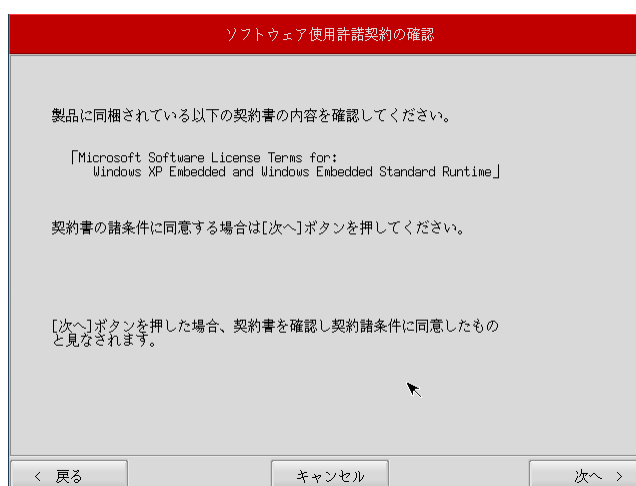 ソフトウェア使用許諾契約の確認
製品に同梱されている以下の契約書の内容を確認してください。
「Microsoft Software License Terms for:
Windows XP Embedded and Windows Embedded Standard Runtime」
契約書の諸条件に同意する場合は[次へ]ボタンを押してください。
[次へ]ボタンを押した場合、契約書を確認し契約諸条件に同意したもの
と見なされます。
< 戻る
キャンセル
次へ >